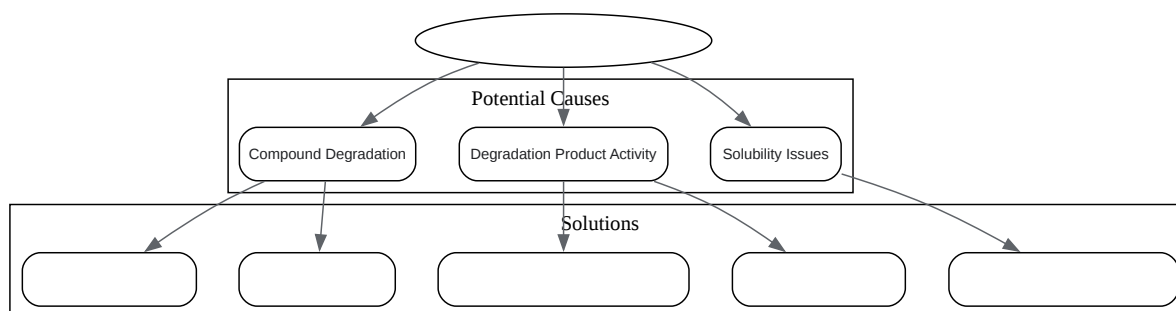 Potential Causes
Compound Degradation
Degradation Product Activity
Solubility Issues
Solutions